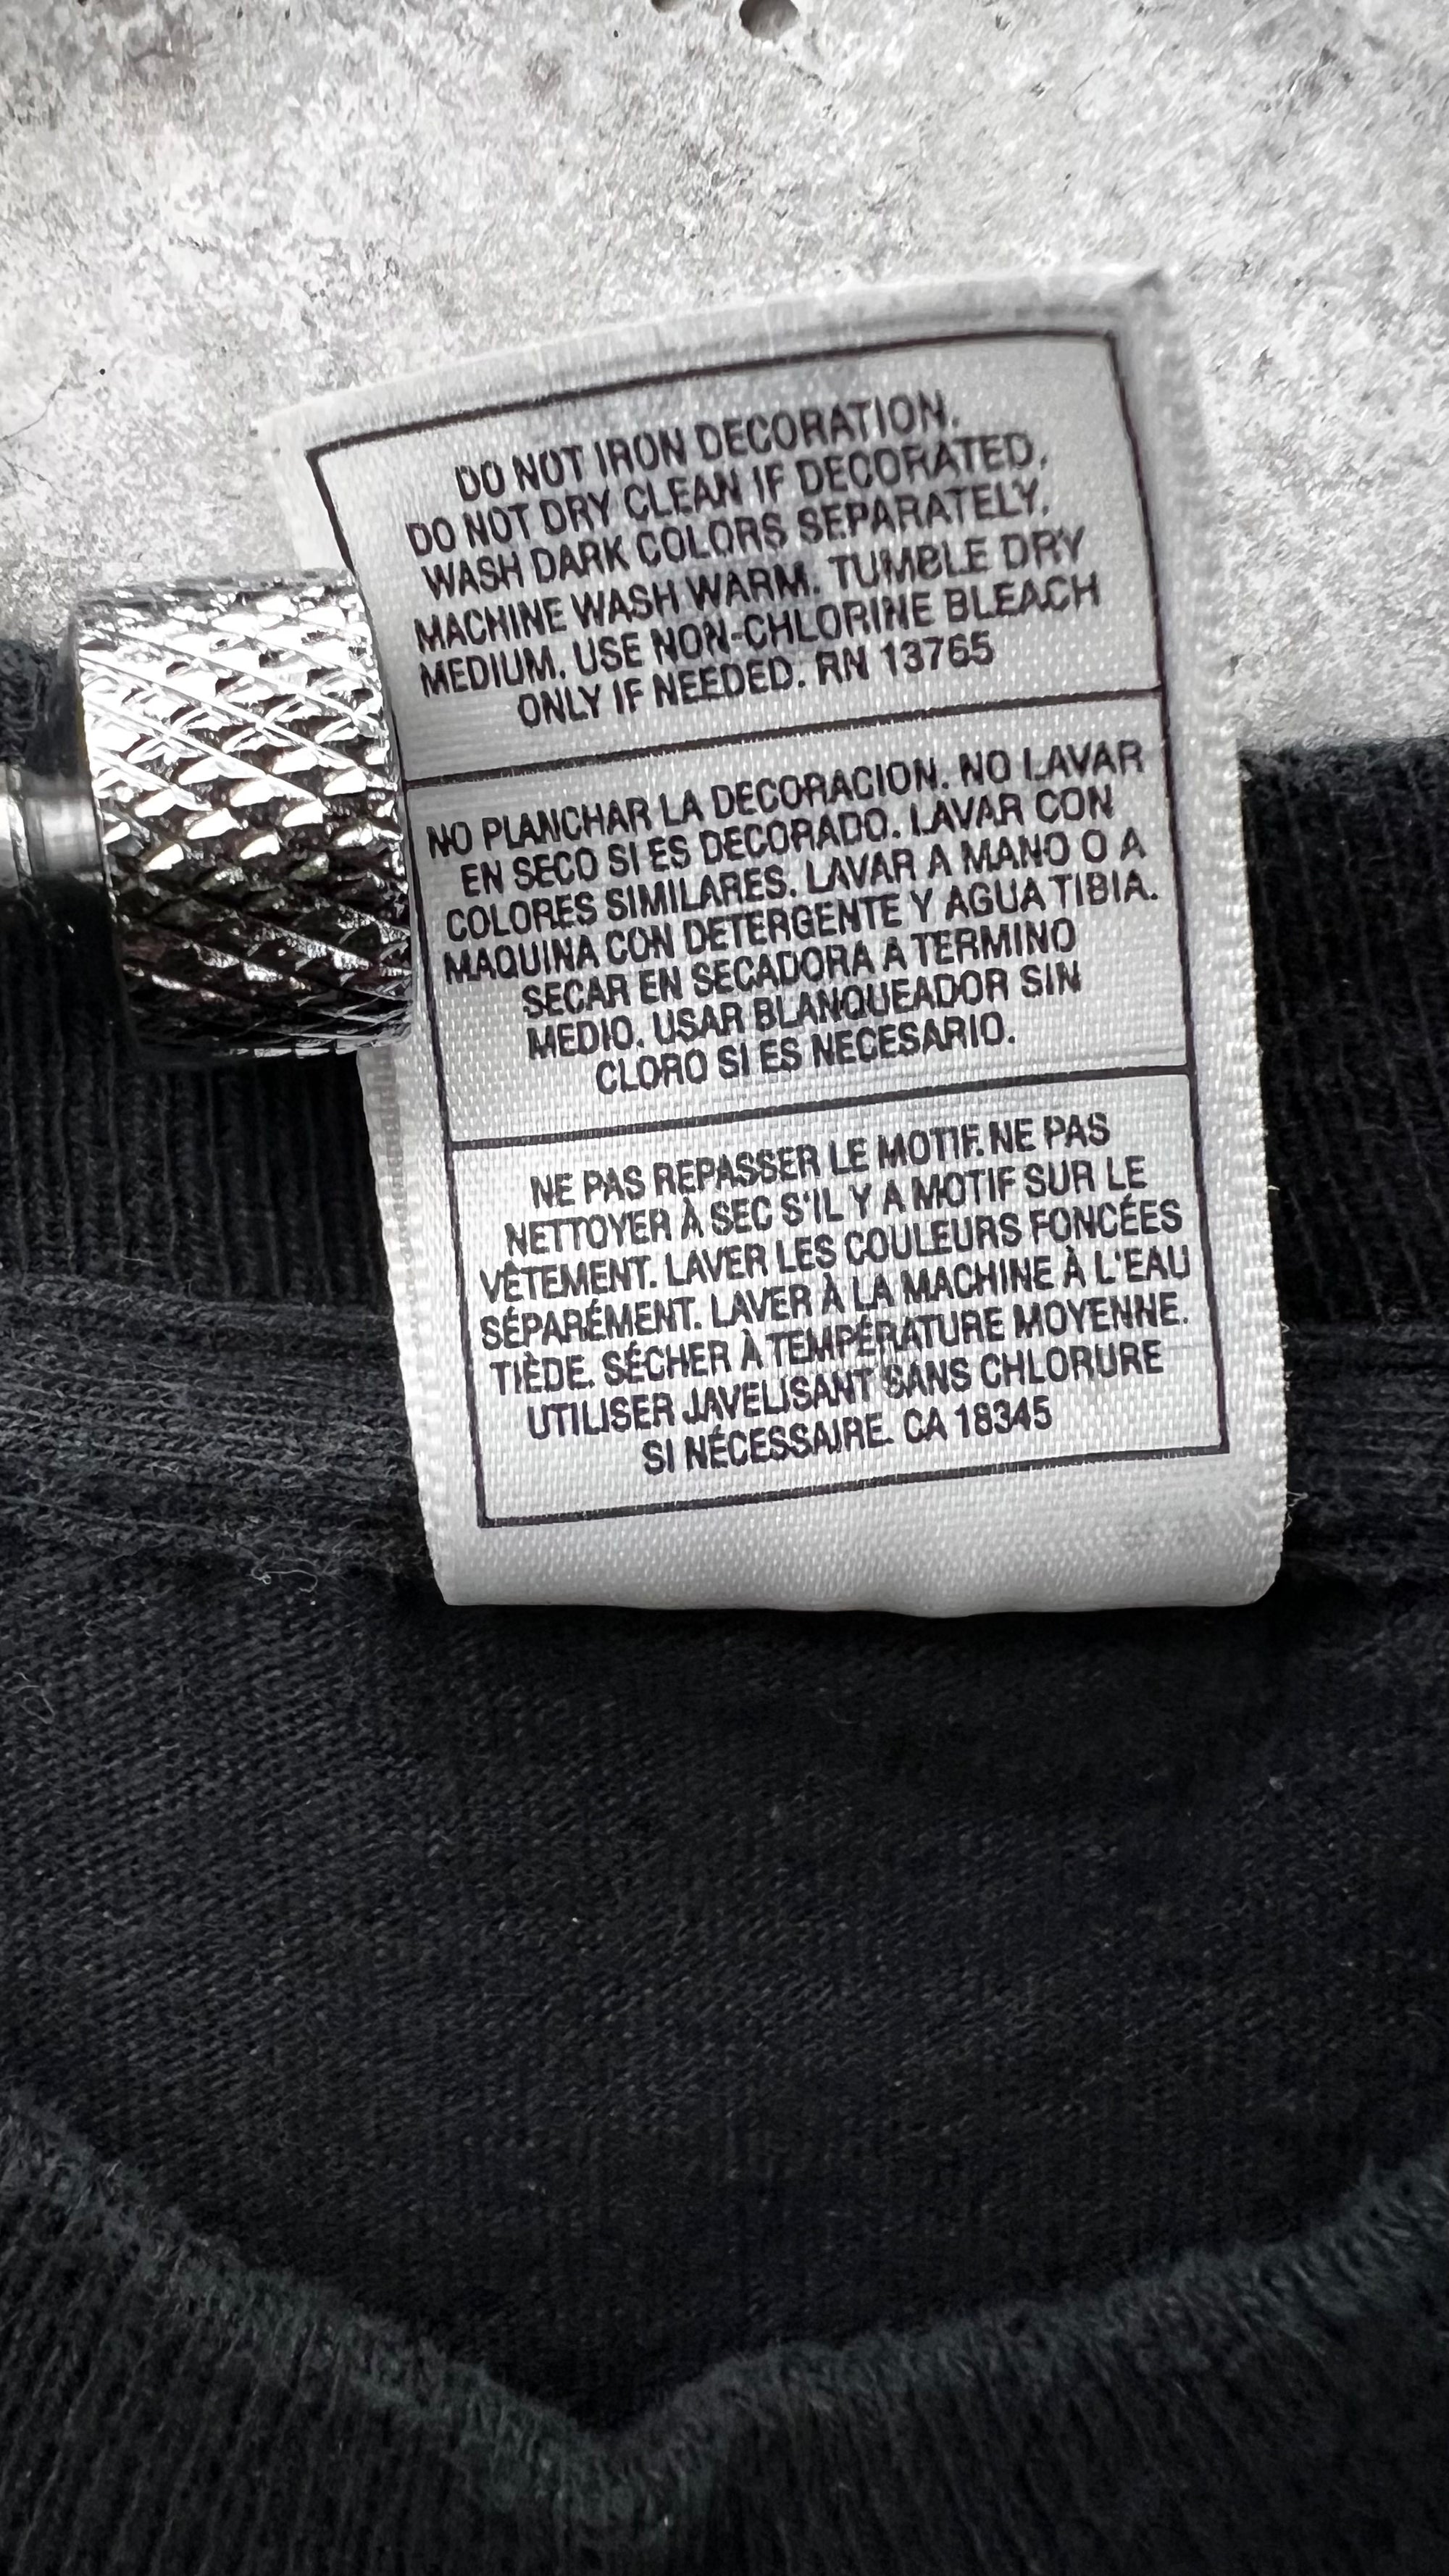 DO NOT IRON DECORATION.
DO NOT DRY CLEAN IF DECORATED.
WASH DARK COLORS SEPARATELY.
MACHINE WASH WARM. TUMBLE DRY
MEDIUM. USE NON-CHLORINE BLEACH
ONLY IF NEEDED. RN 13765
NO PLANCHAR LA DECORACION. NO LAVAR
EN SECO SI ES DECORADO. LAVAR CON
COLORES SIMILARES. LAVAR A MANO O A
MAQUINA CON DETERGENTE Y AGUA TIBIA.
SECAR EN SECADORA A TERMINO
MEDIO. USAR BLANQUEADOR SIN
CLORO SI ES NECESARIO.
NE PAS REPASSER LE MOTIF. NE PAS
NETTOYER À SEC S'IL Y A MOTIF SUR LE
VÊTEMENT. LAVER LES COULEURS FONCÉES
SÉPARÉMENT. LAVER À LA MACHINE À L'EAU
TIÈDE. SÉCHER À TEMPÉRATURE MOYENNE.
UTILISER JAVELISANT SANS CHLORURE
SI NÉCESSAIRE. CA 18345